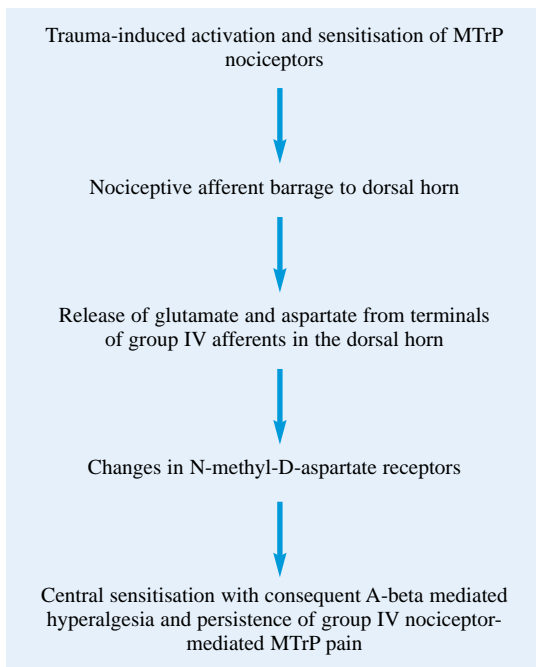 Trauma-induced activation and sensitisation of MTrP
nociceptors
Nociceptive afferent barrage to dorsal horn
Release of glutamate and aspartate from terminals
of group IV afferents in the dorsal horn
Changes in N-methyl-D-aspartate receptors
Central sensitisation with consequent A-beta mediated
hyperalgesia and persistence of group IV nociceptor-
mediated MTrP pain